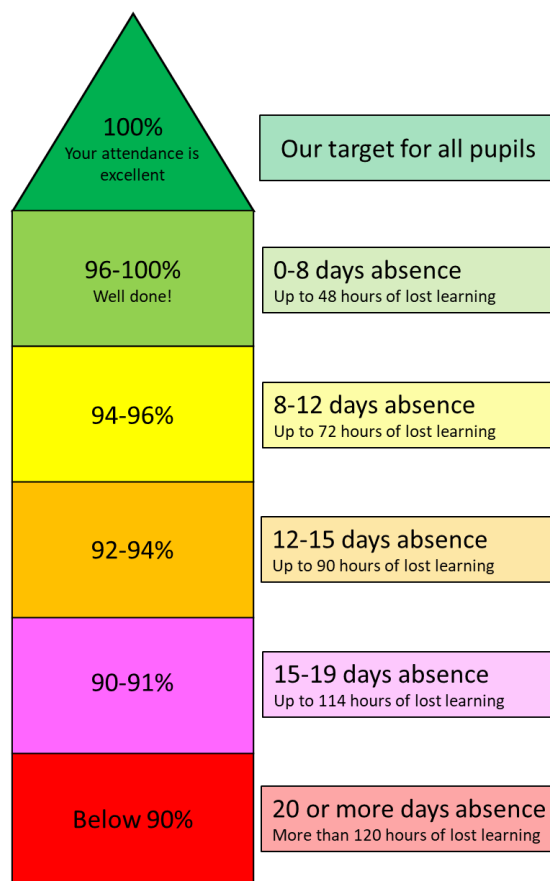 100%
Your attendance is
excellent
Our target for all pupils
96-100%
Well done!
0-8 days absence
Up to 48 hours of lost learning
94-96%
8-12 days absence
Up to 72 hours of lost learning
92-94%
12-15 days absence
Up to 90 hours of lost learning
90-91%
15-19 days absence
Up to 114 hours of lost learning
Below 90%
20 or more days absence
More than 120 hours of lost learning